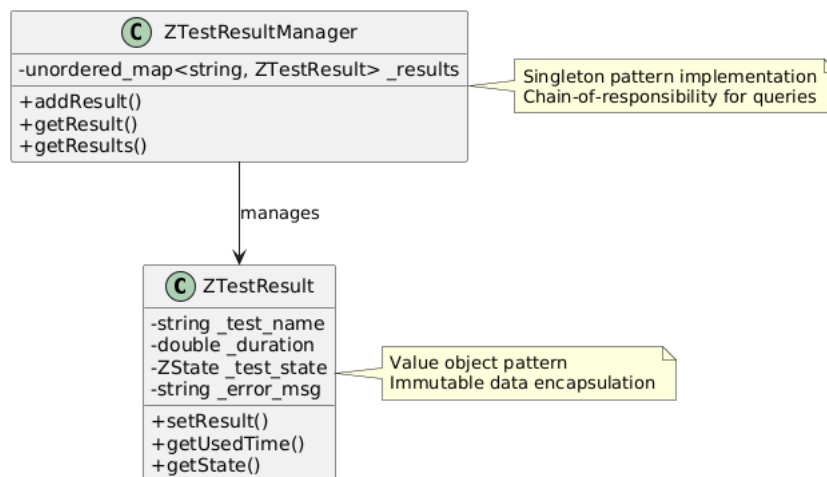 C ZTestResultManager
-unordered_map<string, ZTestResult> _results
+addResult()
+getResult()
+getResults()
Singleton pattern implementation
Chain-of-responsibility for queries
manages
C ZTestResult
-string _test_name
-double _duration
-ZState _test_state
-string _error_msg
+setResult()
+getUsedTime()
+getState()
Value object pattern
Immutable data encapsulation